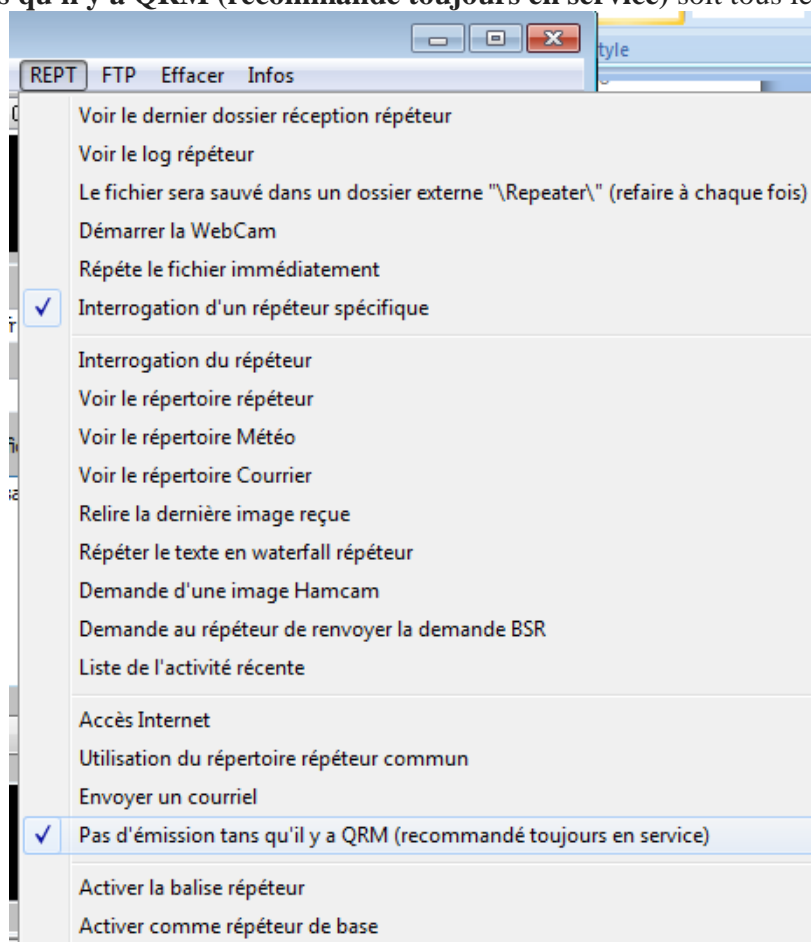 s qu'il y a QRM (recommandé toujours en service) soit tous le
tyle
REPT FTP Effacer Infos
Voir le dernier dossier réception répéteur
Voir le log répéteur
Le fichier sera sauvé dans un dossier externe "\Repeater\" (refaire à chaque fois)
Démarrer la WebCam
Répéte le fichier immédiatement
Interrogation d'un répéteur spécifique
Interrogation du répéteur
Voir le répertoire répéteur
Voir le répertoire Météo
Voir le répertoire Courrier
Relire la dernière image reçue
Répéter le texte en waterfall répéteur
Demande d'une image Hamcam
Demande au répéteur de renvoyer la demande BSR
Liste de l'activité récente
Accès Internet
Utilisation du répertoire répéteur commun
Envoyer un courriel
Pas d'émission tans qu'il y a QRM (recommandé toujours en service)
Activer la balise répéteur
Activer comme répéteur de base